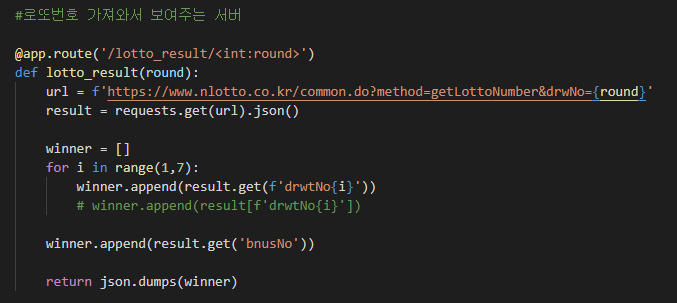 #로또번호 가져와서 보여주는 서버
@app.route('/lotto_result/<int:round>')
def lotto_result(round):
    url = f'https://www.nlotto.co.kr/common.do?method=getLottoNumber&drwNo={round}'
    result = requests.get(url).json()
    winner = []
    for i in range(1,7):
        winner.append(result.get(f'drwtNo{i}'))
        # winner.append(result[f'drwtNo{i}'])
    winner.append(result.get('bnusNo'))
    return json.dumps(winner)